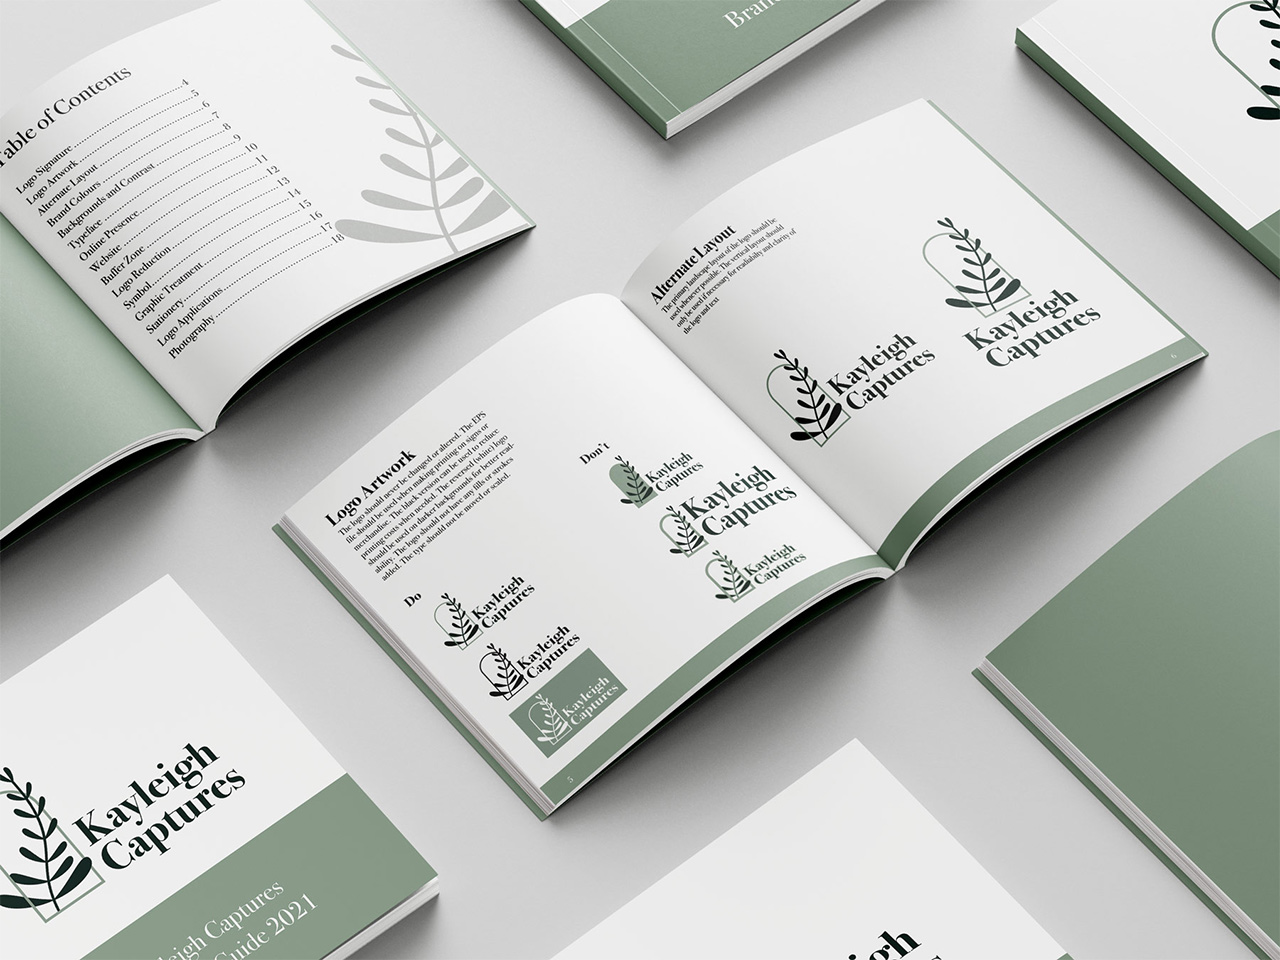 Table of Contents
Logo Signature 4
Logo Artwork 5
Alternate Layout 6
Brand Colours 7
Backgrounds and Contrast 8
Typeface 9
Online Presence 10
Website 11
Buffer Zone 12
Logo Reduction 13
Symbol 14
Graphic Treatment 15
Stationery 16
Logo Applications 17
Photography 18
Logo Artwork
The logo should never be changed or altered. The EPS
file should be used when making printing on signs or
merchandise. The black version can be used to reduce
printing costs when needed. The reversed (white) logo
should be used on darker backgrounds for better read-
ability. The logo should not have any fills or strokes
added. The type should not be moved or scaled.
Do
Kayleigh
Captures
Kayleigh
Captures
Kayleigh
Captures
Don't
Kayleigh
Captures
Kayleigh
Captures
Kayleigh
Captures
5
Alternate Layout
The primary landscape layout of the logo should be
used whenever possible. The vertical layout should
only be used if necessary for readability and clarity of
the logo and text
Kayleigh
Captures
Kayleigh
Captures
6
Kayleigh
Captures
Captures
Guide 2021